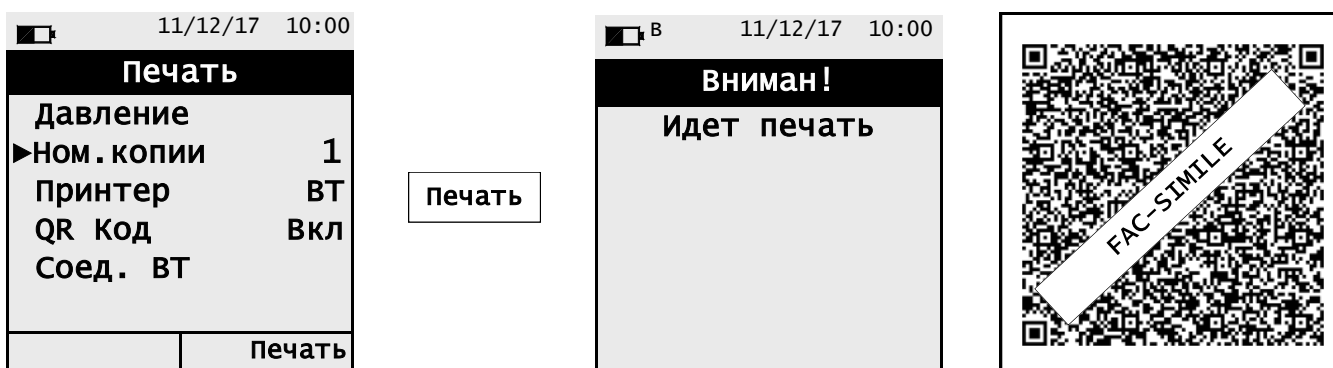 11/12/17 10:00
Печать
Давление
►Ном.копии 1
Принтер BT
QR Код Вкл
Соед. BT
Печать
Печать
B 11/12/17 10:00
Вниман!
Идет печать
FAC-SIMILE